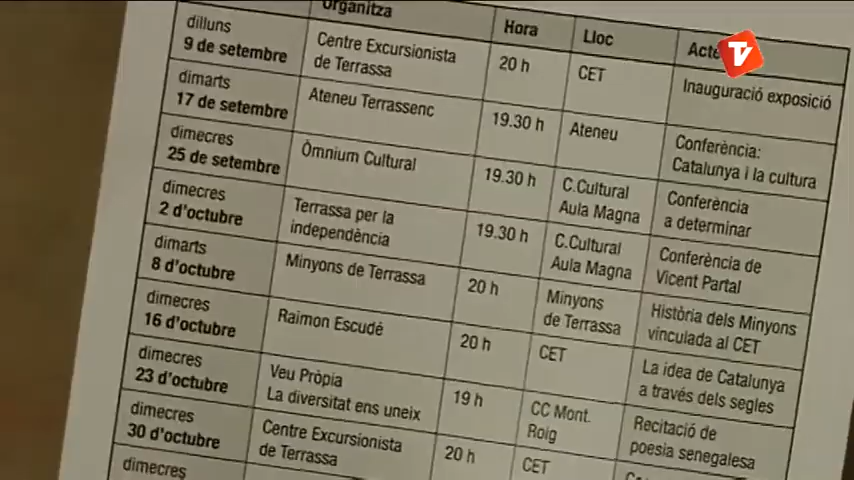 Organitza Hora Lloc Acte
dilluns
9 de setembre
Centre Excursionista
de Terrassa
20 h
CET
Inauguració exposició
dimarts
17 de setembre
Ateneu Terrassenc
19.30 h
Ateneu
Conferència:
Catalunya i la cultura
dimecres
25 de setembre
Òmnium Cultural
19.30 h
C.Cultural
Aula Magna
Conferència
a determinar
dimecres
2 d'octubre
Terrassa per la
independència
19.30 h
C.Cultural
Aula Magna
Conferència de
Vicent Partal
dimarts
8 d'octubre
Minyons de Terrassa
20 h
Minyons
de Terrassa
Història dels Minyons
vinculada al CET
dimecres
16 d'octubre
Raimon Escudé
20 h
CET
La idea de Catalunya
a través dels segles
dimecres
23 d'octubre
Veu Pròpia
La diversitat ens uneix
19 h
CC Mont.
Roig
Recitació de
poesia senegalesa
dimecres
30 d'octubre
Centre Excursionista
de Terrassa
20 h
CET
dimecres
TV